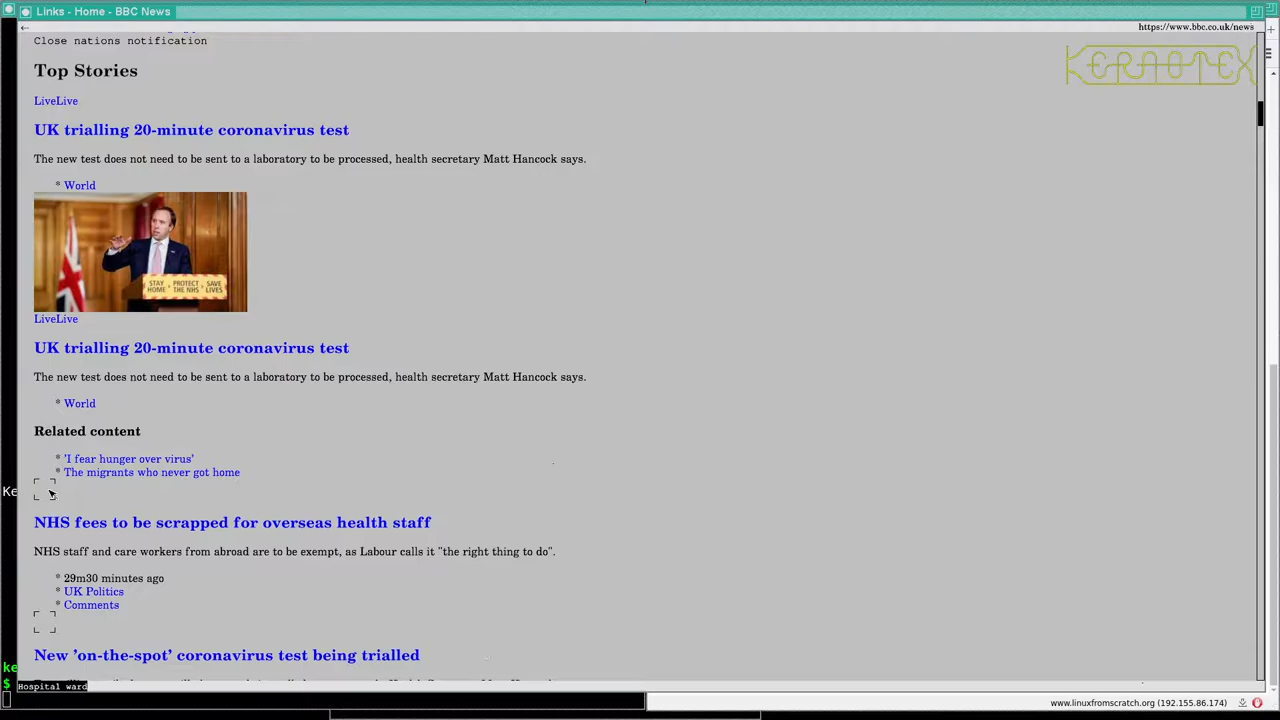 Links - Home - BBC News
←
https://www.bbc.co.uk/news
Close nations notification
KERNOTEX
Top Stories
LiveLive
UK trialling 20-minute coronavirus test
The new test does not need to be sent to a laboratory to be processed, health secretary Matt Hancock says.
* World
STAY HOME PROTECT THE NHS SAVE LIVES
LiveLive
UK trialling 20-minute coronavirus test
The new test does not need to be sent to a laboratory to be processed, health secretary Matt Hancock says.
* World
Related content
* 'I fear hunger over virus'
* The migrants who never got home
Ke
NHS fees to be scrapped for overseas health staff
NHS staff and care workers from abroad are to be exempt, as Labour calls it "the right thing to do".
* 29m30 minutes ago
* UK Politics
* Comments
New 'on-the-spot' coronavirus test being trialled
ke
$
Hospital ward
www.linuxfromscratch.org (192.155.86.174)